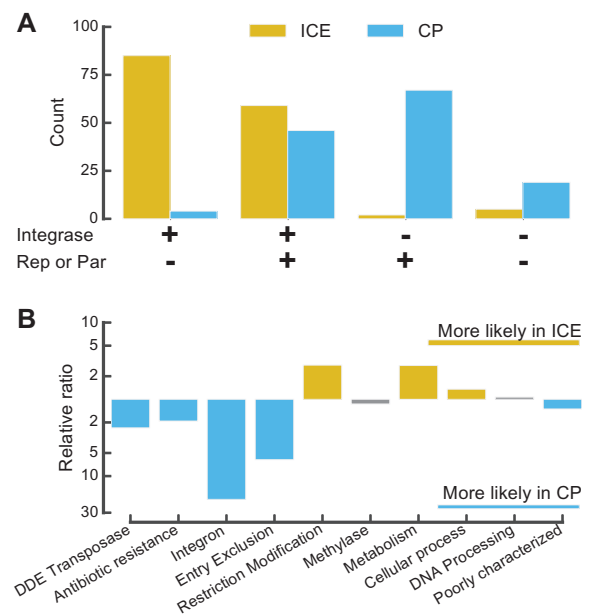 A
ICE CP
100
75
50
25
0
Count
Integrase + + - -
Rep or Par - + + -
B
More likely in ICE
10
5
2
2
5
10
30
Relative ratio
More likely in CP
DDE Transposase
Antibiotic resistance
Integron
Entry Exclusion
Restriction Modification
Methylase
Metabolism
Cellular process
DNA Processing
Poorly characterized